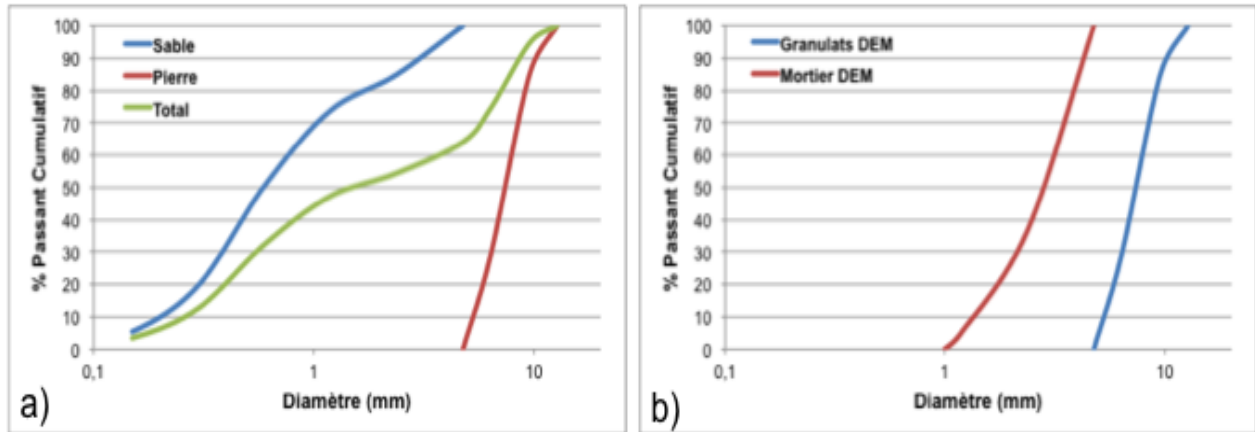 100
90
80
70
60
50
40
30
20
10
0
% Passant Cumulatif
Sable
Pierre
Total
0,1
1
10
Diamètre (mm)
a)
100
90
80
70
60
50
40
30
20
10
0
% Passant Cumulatif
Granulats DEM
Mortier DEM
0,1
1
10
Diamètre (mm)
b)